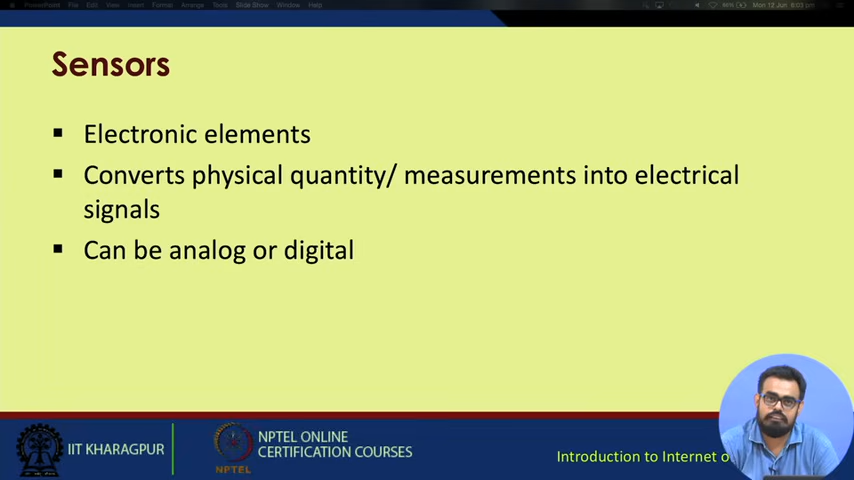 PowerPoint File Edit View Insert Format Arrange Tools Slide Show Window Help
Mon 12 Jun 6:03 pm
Sensors
▪ Electronic elements
▪ Converts physical quantity/ measurements into electrical
signals
▪ Can be analog or digital
IIT KHARAGPUR
NPTEL
NPTEL ONLINE
CERTIFICATION COURSES
Introduction to Internet o